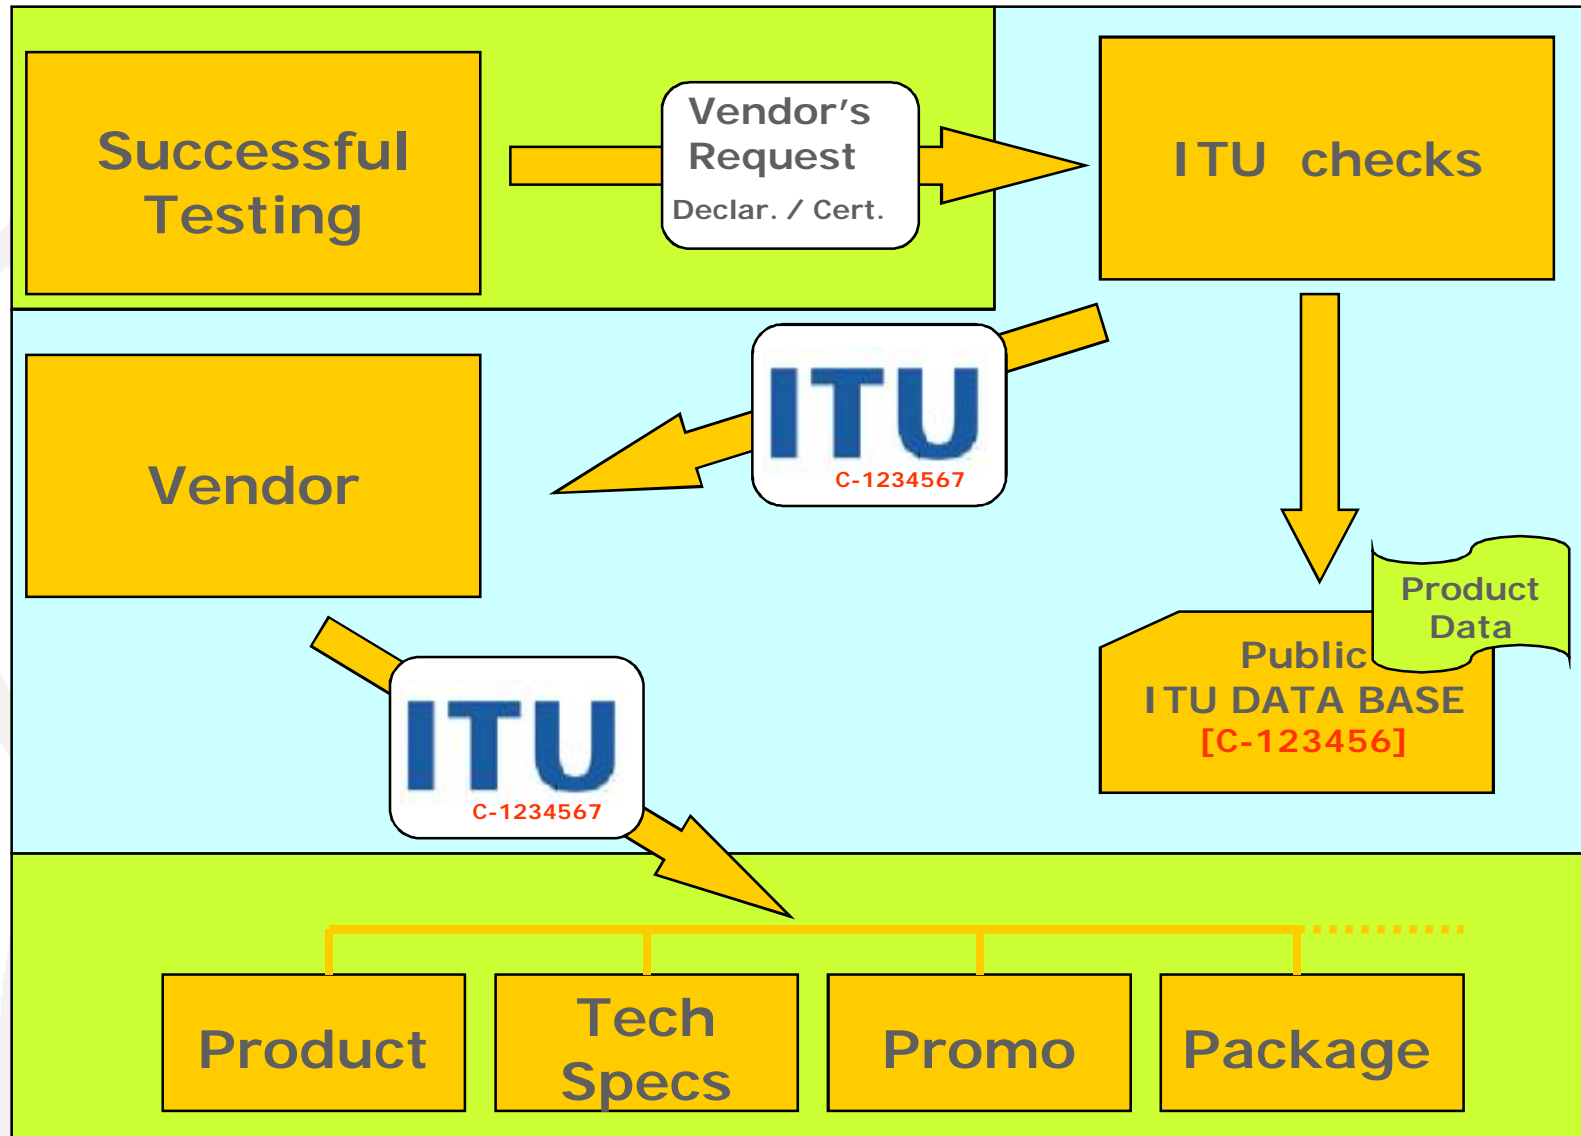 Successful
Testing
Vendor's
Request
Declar. / Cert.
ITU checks
ITU
C-1234567
Vendor
Product
Data
Public
ITU DATA BASE
[C-123456]
ITU
C-1234567
Product
Tech
Specs
Promo
Package